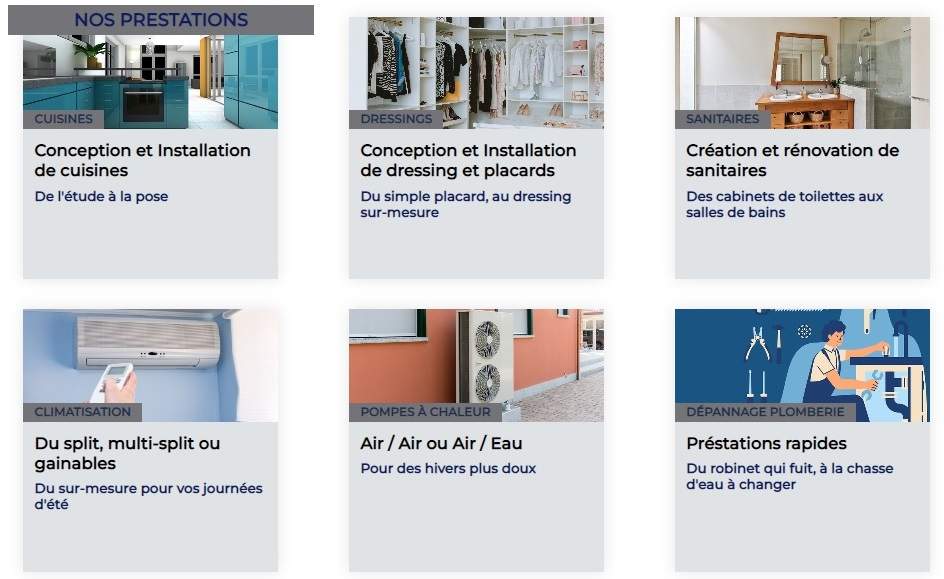 NOS PRESTATIONS
CUISINES
Conception et Installation
de cuisines
De l'étude à la pose
DRESSINGS
Conception et Installation
de dressing et placards
Du simple placard, au dressing
sur-mesure
SANITAIRES
Création et rénovation de
sanitaires
Des cabinets de toilettes aux
salles de bains
CLIMATISATION
Du split, multi-split ou
gainables
Du sur-mesure pour vos journées
d'été
POMPES À CHALEUR
Air / Air ou Air / Eau
Pour des hivers plus doux
DÉPANNAGE PLOMBERIE
Préstations rapides
Du robinet qui fuit, à la chasse
d'eau à changer